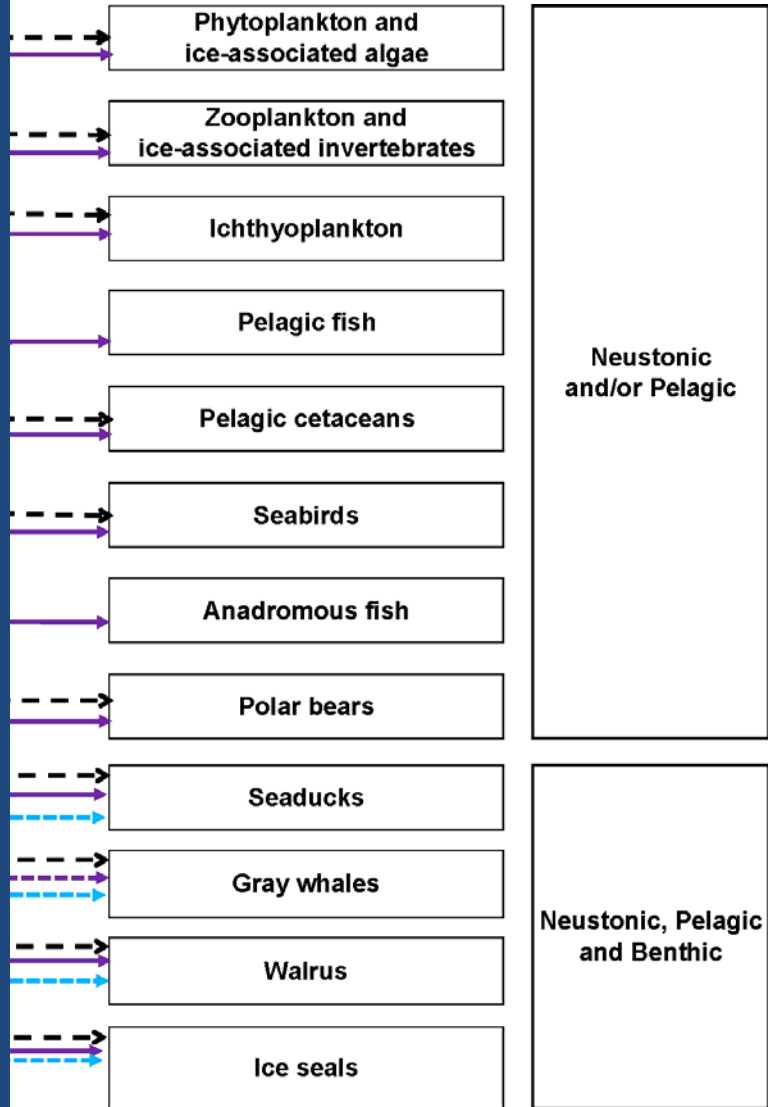 Phytoplankton and
ice-associated algae
Zooplankton and
ice-associated invertebrates
Ichthyoplankton
Pelagic fish
Pelagic cetaceans
Seabirds
Anadromous fish
Polar bears
Neustonic
and/or Pelagic
Seaducks
Gray whales
Walrus
Ice seals
Neustonic, Pelagic
and Benthic